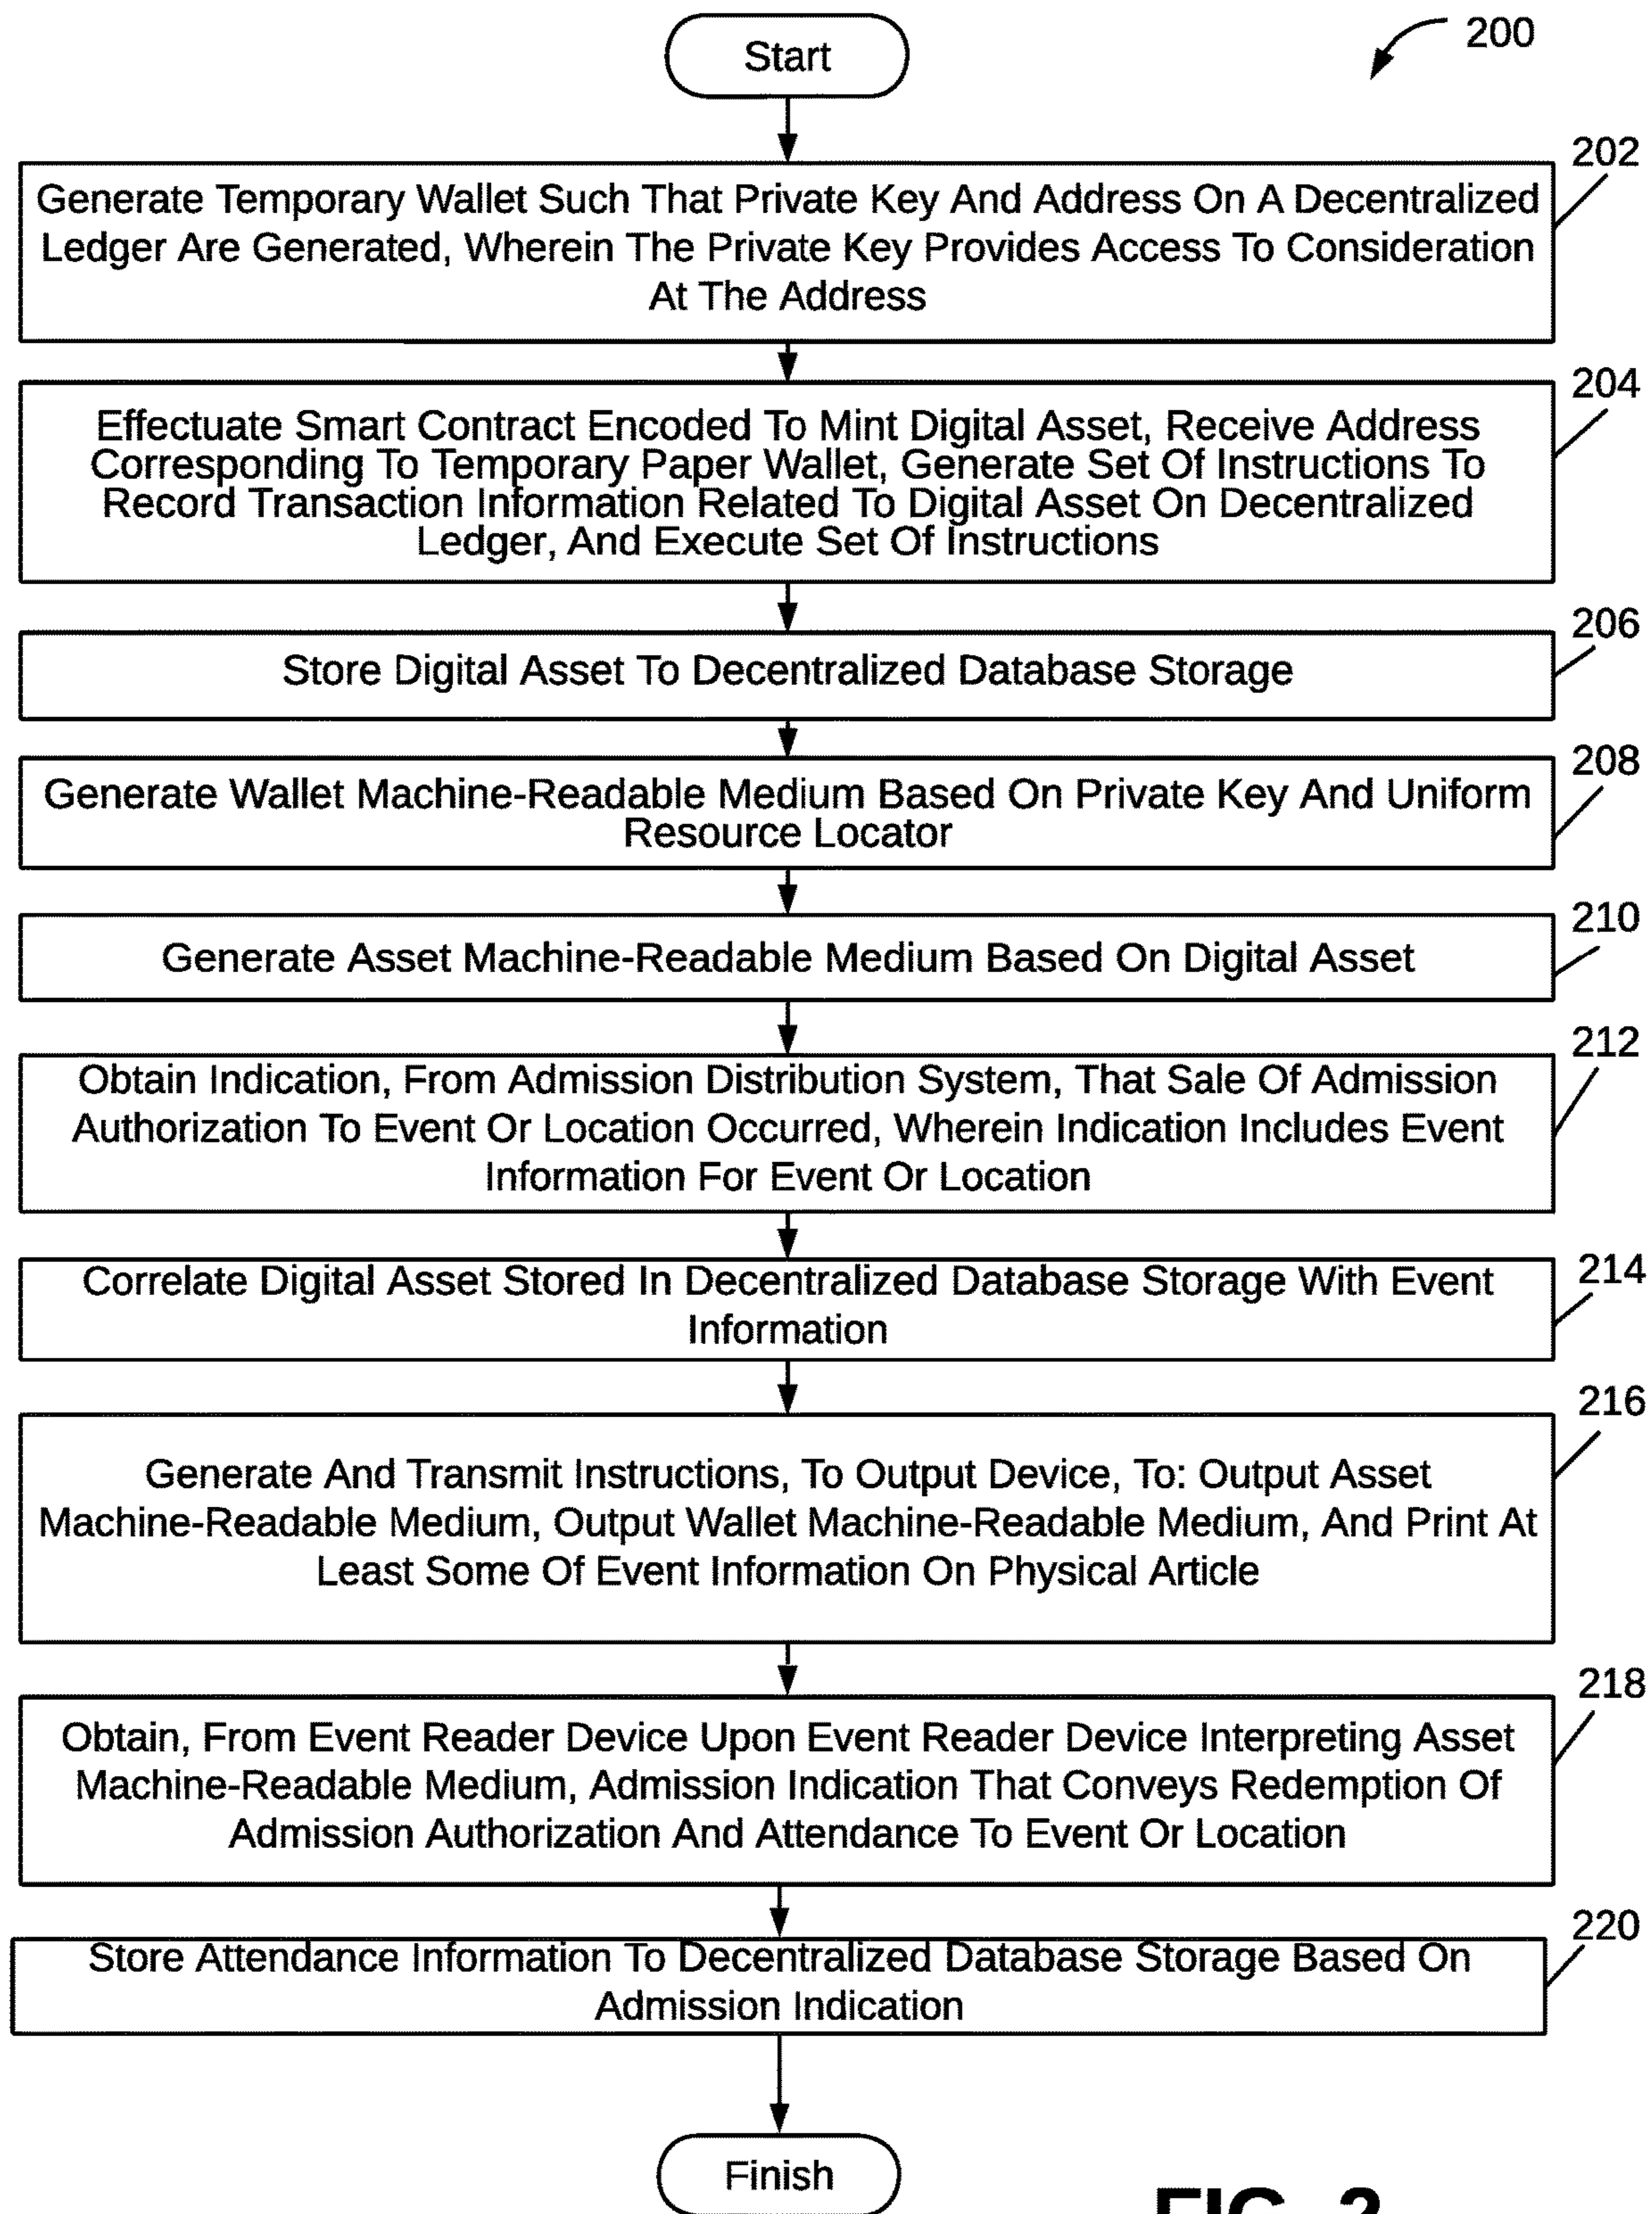 Start
200
202
Generate Temporary Wallet Such That Private Key And Address On A Decentralized
Ledger Are Generated, Wherein The Private Key Provides Access To Consideration
At The Address
204
Effectuate Smart Contract Encoded To Mint Digital Asset, Receive Address
Corresponding To Temporary Paper Wallet, Generate Set Of Instructions To
Record Transaction Information Related To Digital Asset On Decentralized
Ledger, And Execute Set Of Instructions
206
Store Digital Asset To Decentralized Database Storage
208
Generate Wallet Machine-Readable Medium Based On Private Key And Uniform
Resource Locator
210
Generate Asset Machine-Readable Medium Based On Digital Asset
212
Obtain Indication, From Admission Distribution System, That Sale Of Admission
Authorization To Event Or Location Occurred, Wherein Indication Includes Event
Information For Event Or Location
214
Correlate Digital Asset Stored In Decentralized Database Storage With Event
Information
216
Generate And Transmit Instructions, To Output Device, To: Output Asset
Machine-Readable Medium, Output Wallet Machine-Readable Medium, And Print At
Least Some Of Event Information On Physical Article
218
Obtain, From Event Reader Device Upon Event Reader Device Interpreting Asset
Machine-Readable Medium, Admission Indication That Conveys Redemption Of
Admission Authorization And Attendance To Event Or Location
220
Store Attendance Information To Decentralized Database Storage Based On
Admission Indication
Finish
FIG. 2